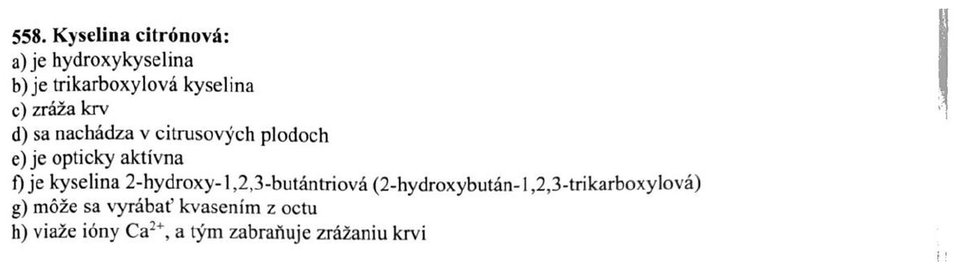 558. Kyselina citrónová:
a) je hydroxykyselina
b) je trikarboxylová kyselina
c) zráža krv
d) sa nachádza v citrusových plodoch
e) je opticky aktívna
f) je kyselina 2-hydroxy-1,2,3-butántriová (2-hydroxybután-1,2,3-trikarboxylová)
g) môže sa vyrábať kvasením z octu
h) viaže ióny Ca²⁺, a tým zabraňuje zrážaniu krvi